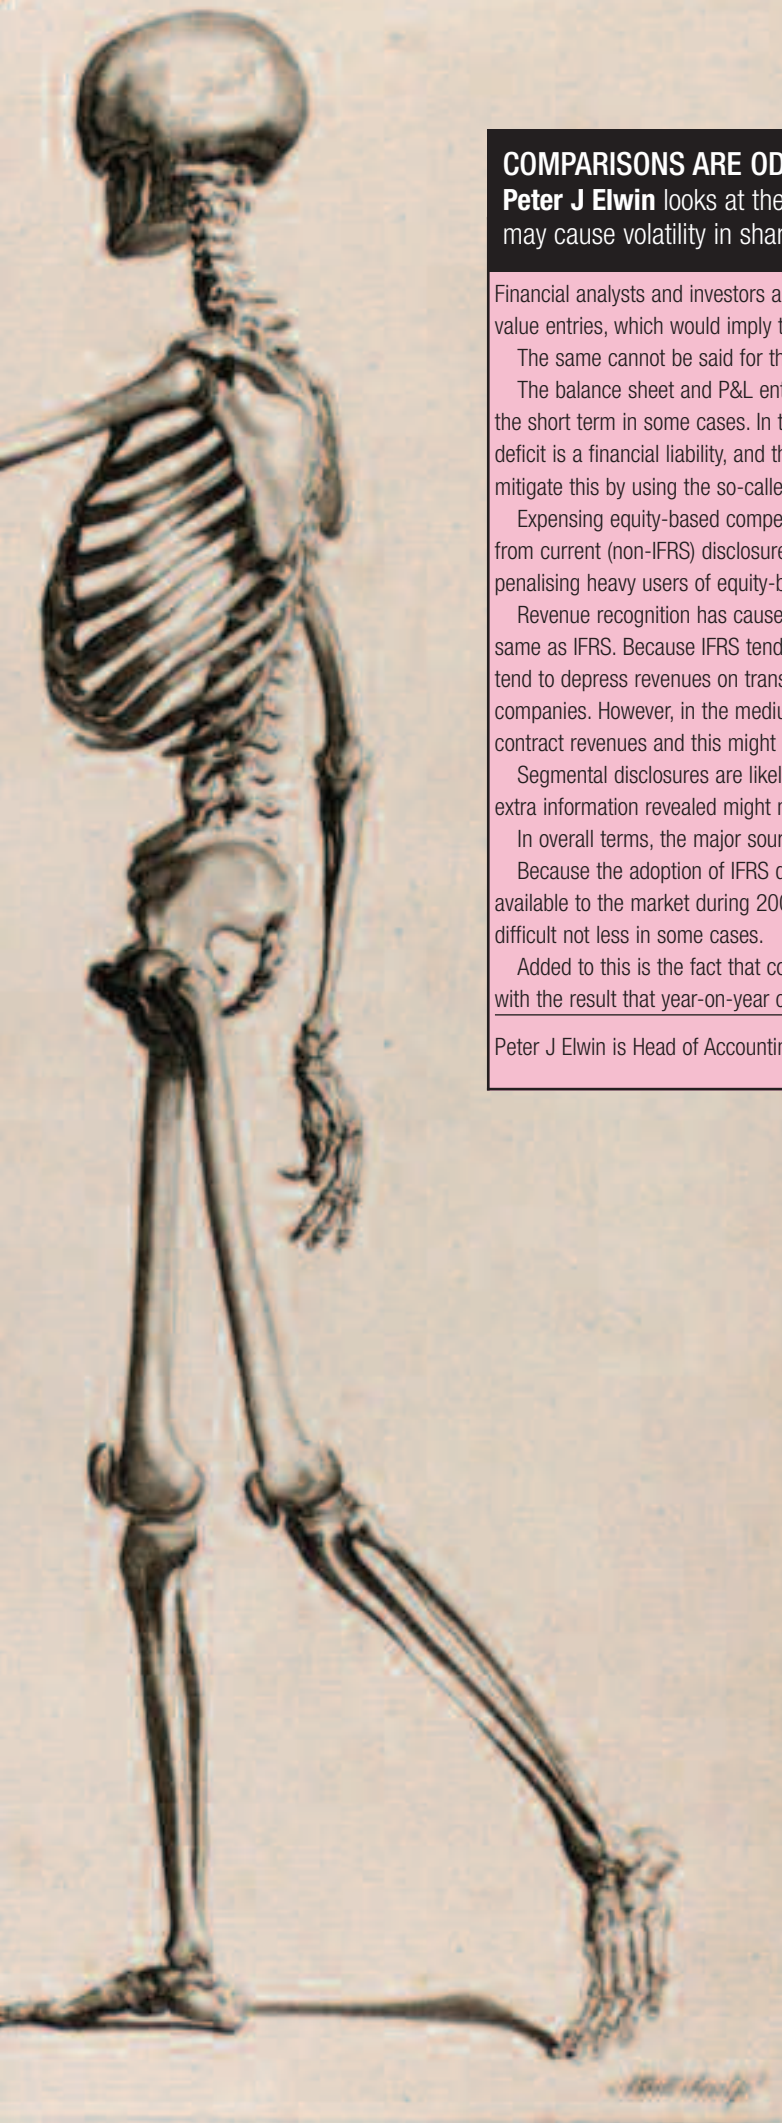 COMPARISONS ARE OD
Peter J Elwin looks at the
may cause volatility in shar
Financial analysts and investors a
value entries, which would imply t
The same cannot be said for th
The balance sheet and P&L ent
the short term in some cases. In t
deficit is a financial liability, and th
mitigate this by using the so-calle
Expensing equity-based compe
from current (non-IFRS) disclosure
penalising heavy users of equity-b
Revenue recognition has cause
same as IFRS. Because IFRS tend
tend to depress revenues on trans
companies. However, in the mediu
contract revenues and this might
Segmental disclosures are likel
extra information revealed might r
In overall terms, the major sour
Because the adoption of IFRS c
available to the market during 200
difficult not less in some cases.
Added to this is the fact that co
with the result that year-on-year c
Peter J Elwin is Head of Accountin